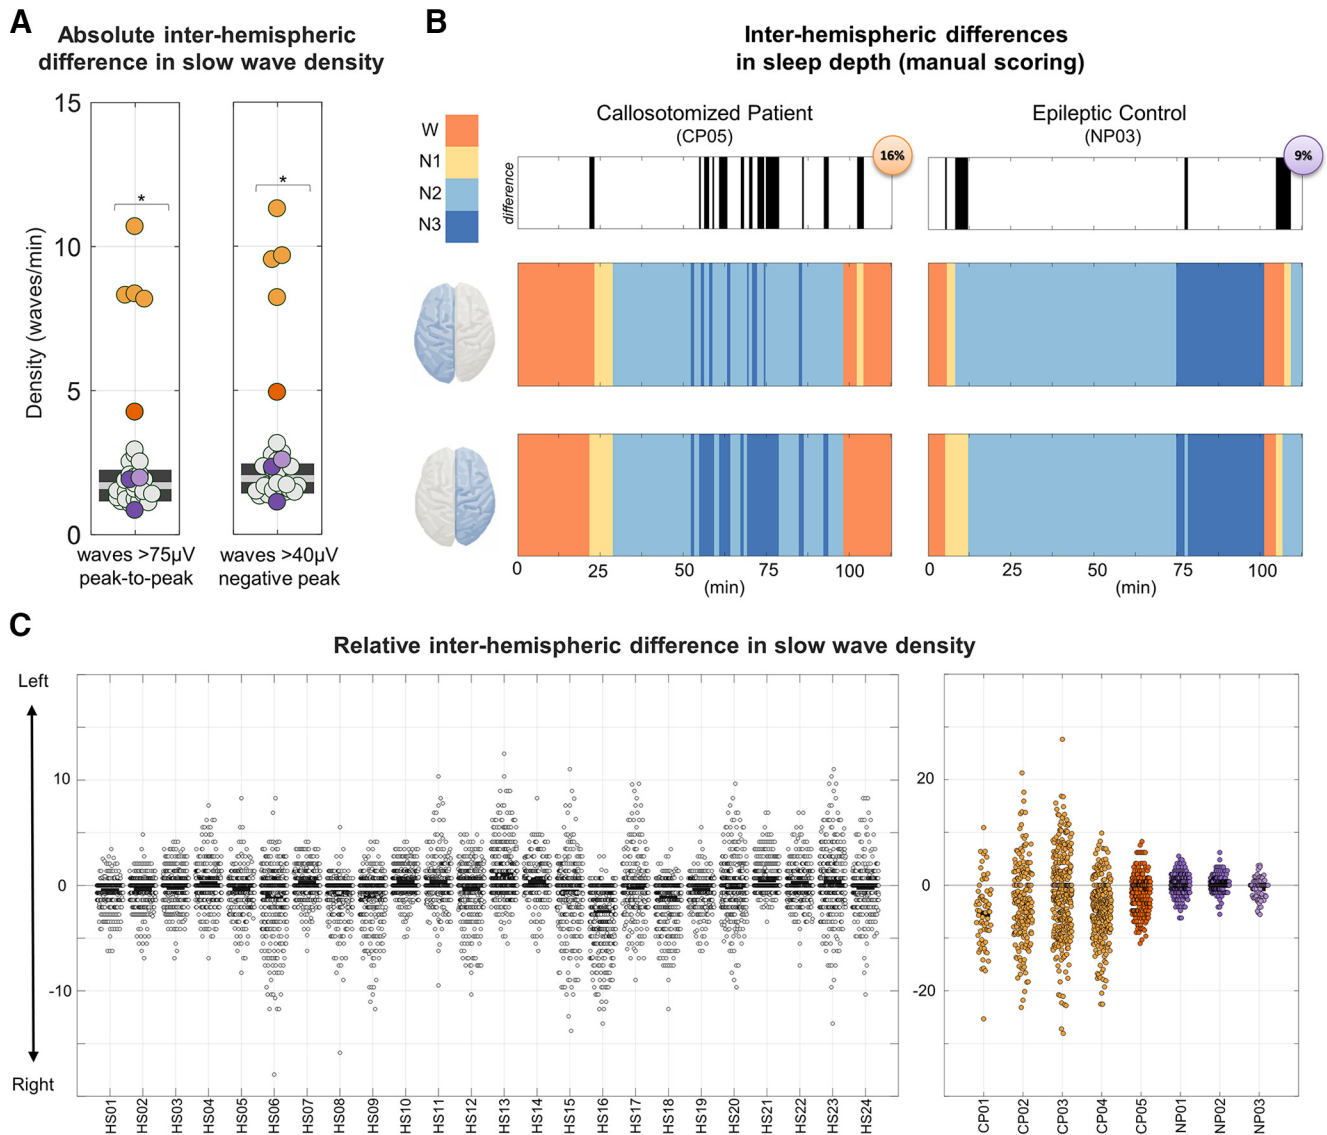 A
Absolute inter-hemispheric
difference in slow wave density
15
10
5
0
Density (waves/min)
*
*
waves >75µV
peak-to-peak
waves >40µV
negative peak
B
Inter-hemispheric differences
in sleep depth (manual scoring)
W
N1
N2
N3
Callosotomized Patient
(CP05)
Epileptic Control
(NP03)
difference
16%
9%
0 25 50 75 100
(min)
0 25 50 75 100
(min)
C
Relative inter-hemispheric difference in slow wave density
Left
Right
10
0
-10
20
0
-20
HS01 HS02 HS03 HS04 HS05 HS06 HS07 HS08 HS09 HS10 HS11 HS12 HS13 HS14 HS15 HS16 HS17 HS18 HS19 HS20 HS21 HS22 HS23 HS24
CP01 CP02 CP03 CP04 CP05 NP01 NP02 NP03